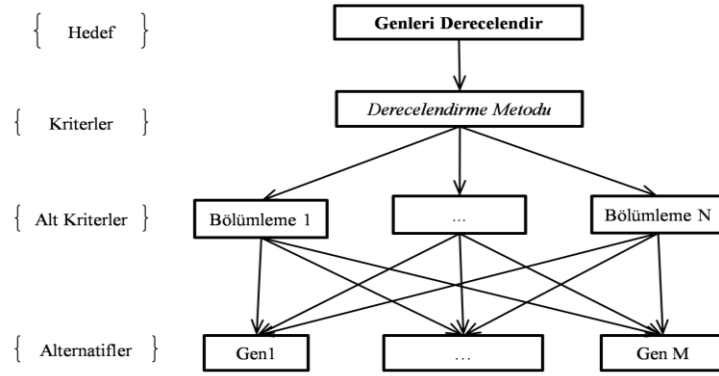 { Hedef }
Genleri Derecelendir
{ Kriterler }
Derecelendirme Metodu
{ Alt Kriterler }
Bölümleme 1
...
Bölümleme N
{ Alternatifler }
Gen1
...
Gen M